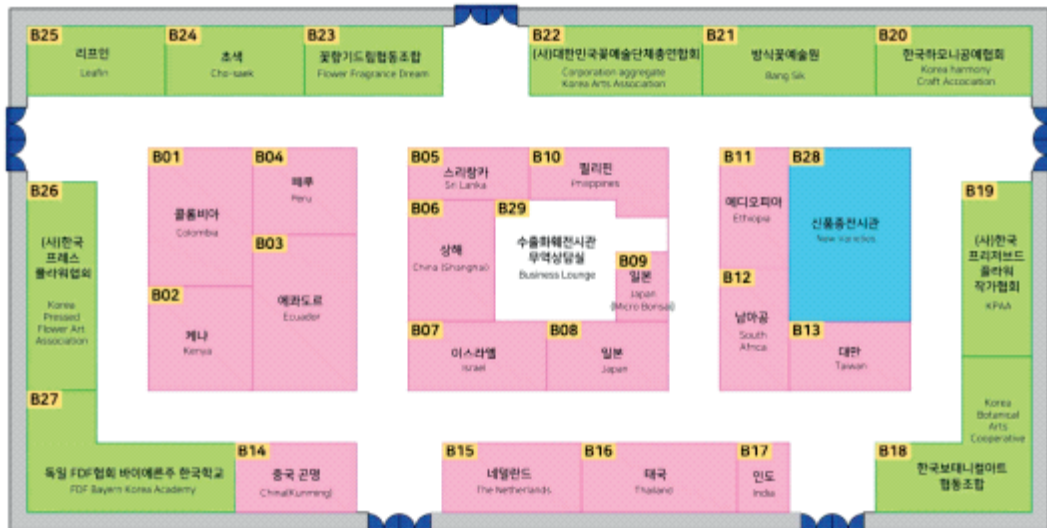 B25
리프인
Leafin
B24
초색
Cho-saek
B23
꽃향기드림협동조합
Flower Fragrance Dream
B22
(사)대한민국꽃예술단체총연합회
Corporation aggregate
Korea Arts Association
B21
방식꽃예술원
Bang Sik
B20
한국하모니공예협회
Korea harmony
Craft Accociation
B01
콜롬비아
Colombia
B04
페루
Peru
B05
스리랑카
Sri Lanka
B10
필리핀
Philippines
B11
에디오피아
Ethiopia
B28
신품종전시관
New Varieties
B26
(사)한국
프레스
플라워협회
Korea
Pressed
Flower Art
Association
B03
에콰도르
Ecuador
B06
상해
China (Shanghai)
B29
수출화훼전시관
무역상담실
Business Lounge
B09
일본
Japan
(Micro Bonsai)
B19
(사)한국
프리저브드
플라워
작가협회
KPAA
B02
케냐
Kenya
B07
이스라엘
Israel
B08
일본
Japan
B12
남아공
South
Africa
B13
대만
Taiwan
B27
독일 FDF협회 바이에른주 한국학교
FDF Bayern Korea Academy
B14
중국 곤명
China(Kunming)
B15
네덜란드
The Netherlands
B16
태국
Thailand
B17
인도
India
Korea
Botanical
Arts
Cooperative
B18
한국보태니컬아트
협동조합